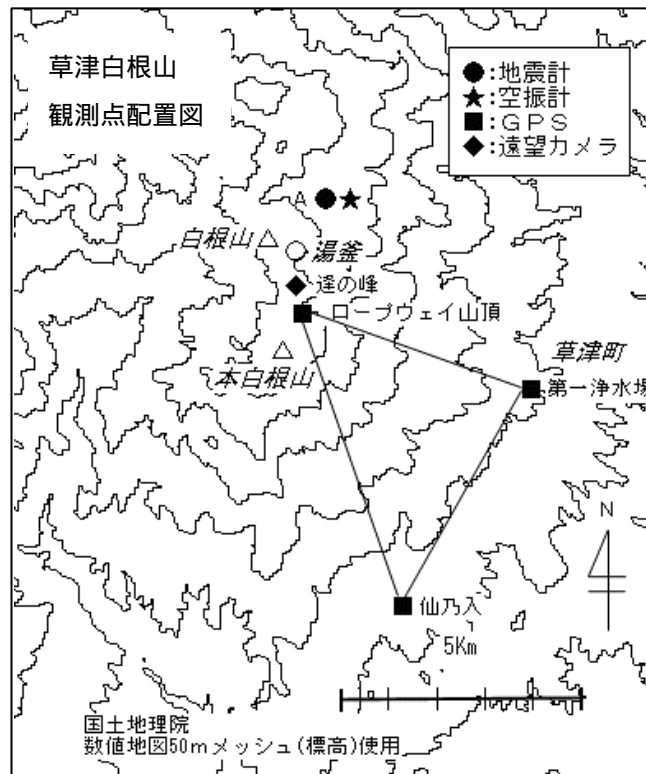 草津白根山
観測点配置図
●:地震計
★:空振計
■:GPS
◆:遠望カメラ
A
白根山
湯釜
逢の峰
ロープウェイ山頂
本白根山
草津町
第一浄水場
N
仙乃入
5Km
国土地理院
数値地図50mメッシュ(標高)使用